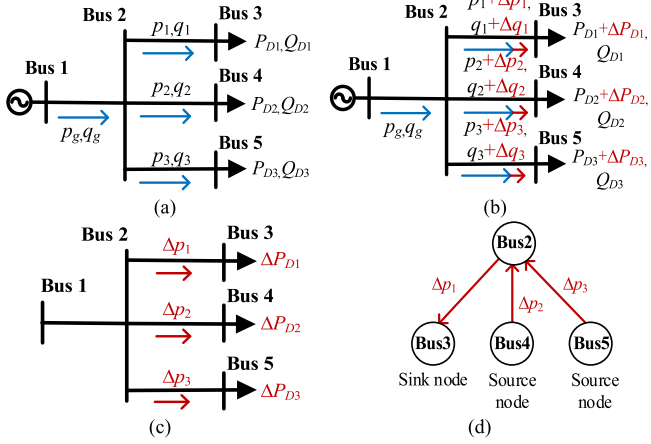 Bus 2
Bus 3
p1,q1
PD1,QD1
Bus 1
Bus 4
p2,q2
PD2,QD2
pg,qg
Bus 5
p3,q3
PD3,QD3
(a)
p1+Δp1,
Bus 2
Bus 3
q1+Δq1
PD1+ΔPD1,
QD1
p2+Δp2,
Bus 1
Bus 4
q2+Δq2
PD2+ΔPD2,
QD2
pg,qg
p3+Δp3,
Bus 5
q3+Δq3
PD3+ΔPD3,
QD3
(b)
Bus 2
Bus 3
Δp1
ΔPD1
Bus 1
Bus 4
Δp2
ΔPD2
Bus 5
Δp3
ΔPD3
(c)
Bus2
Δp1
Δp2
Δp3
Bus3
Bus4
Bus5
Sink node
Source
node
Source
node
(d)